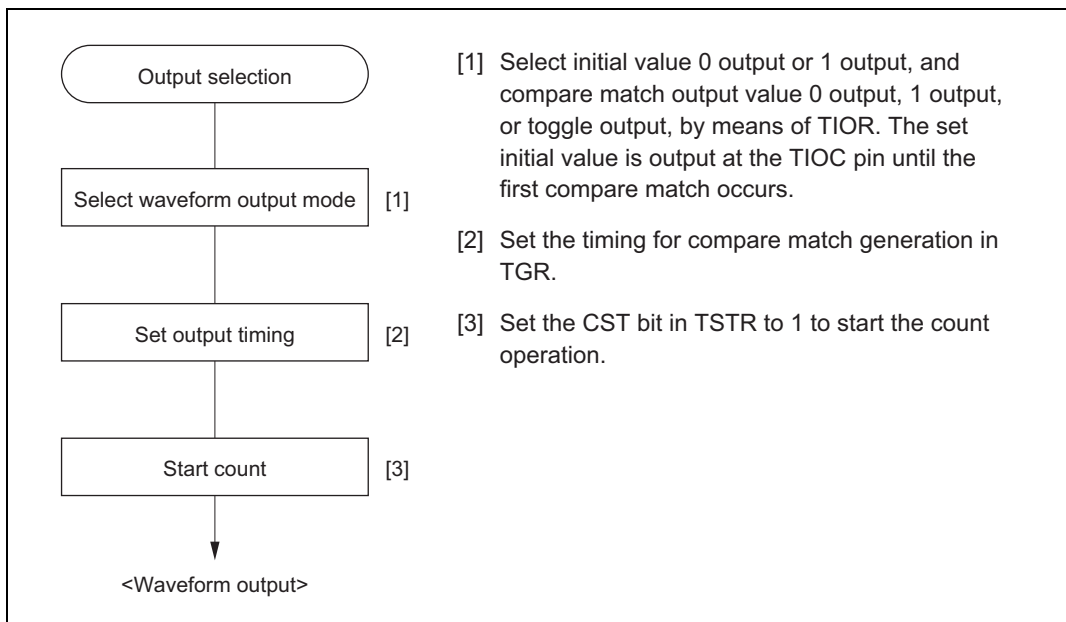 Output selection
Select waveform output mode [1]
Set output timing [2]
Start count [3]
<Waveform output>
[1] Select initial value 0 output or 1 output, and
compare match output value 0 output, 1 output,
or toggle output, by means of TIOR. The set
initial value is output at the TIOC pin until the
first compare match occurs.
[2] Set the timing for compare match generation in
TGR.
[3] Set the CST bit in TSTR to 1 to start the count
operation.